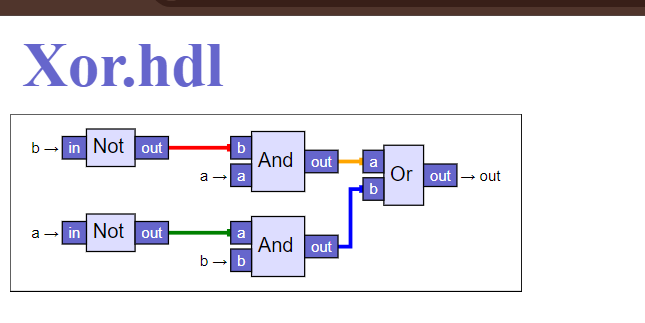 Xor.hdl
b → in Not out
b
a → a
And
out
a
b
Or
out → out
a → in Not out
a
b → b
And
out